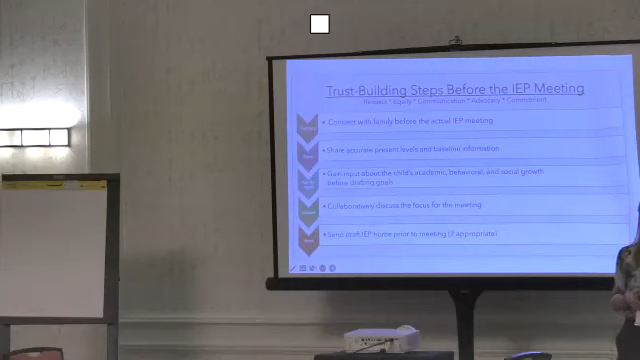 Trust-Building Steps Before the IEP Meeting
Respect * Equity * Communication * Advocacy * Commitment
• Connect with family before the actual IEP meeting
• Share accurate present levels and baseline information
• Gain input about the child's academic, behavioral, and social growth
before drafting goals
• Collaboratively discuss the focus for the meeting
• Send draft IEP home prior to meeting (if appropriate)